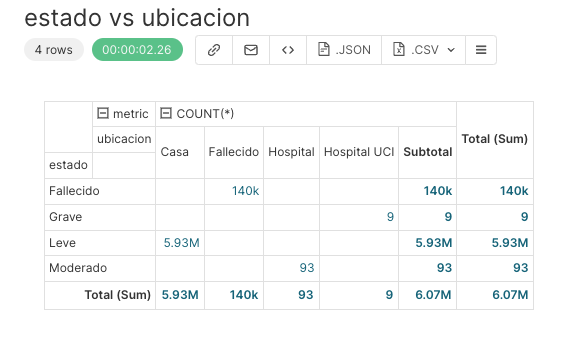 estado vs ubicacion
4 rows 00:00:02.26 .JSON .CSV
metric COUNT(*)
ubicacion Casa Fallecido Hospital Hospital UCI Subtotal Total (Sum)
estado
Fallecido 140k 140k 140k
Grave 9 9 9
Leve 5.93M 5.93M 5.93M
Moderado 93 93 93
Total (Sum) 5.93M 140k 93 9 6.07M 6.07M